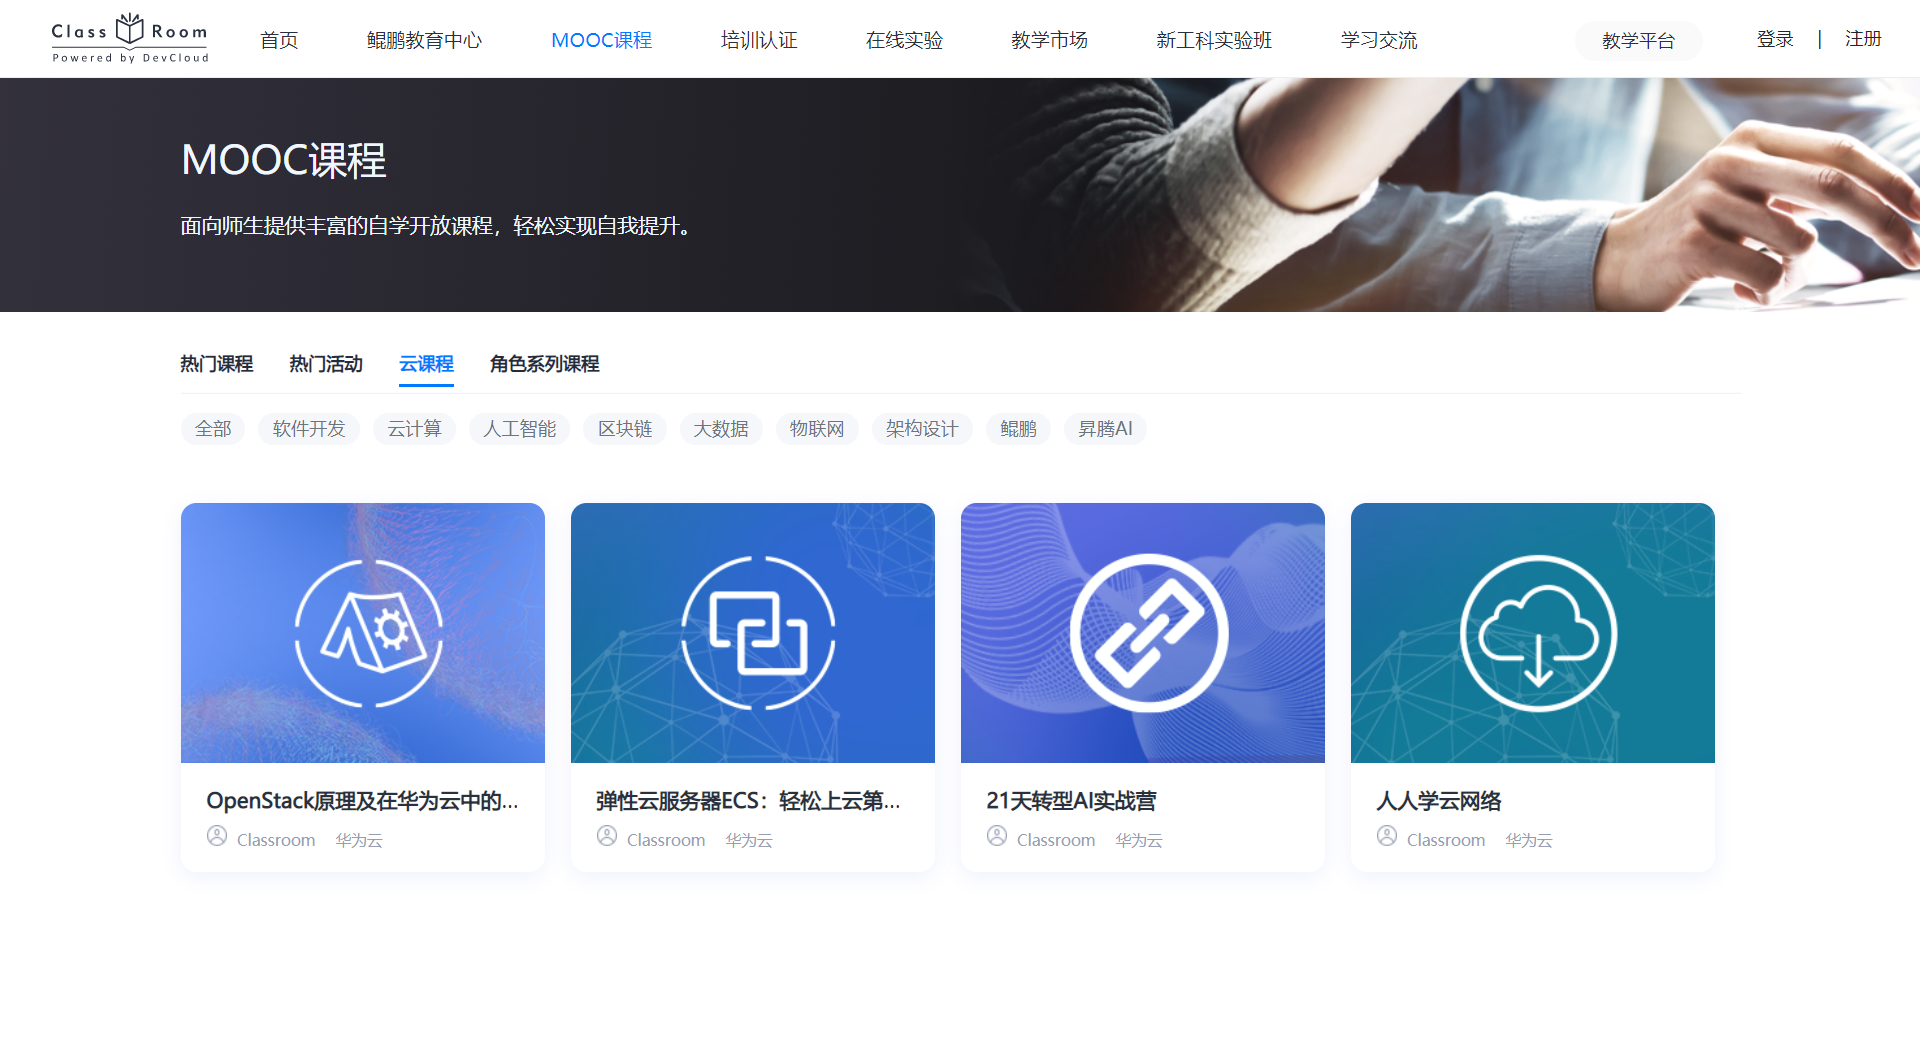 Class Room
Powered by DevCloud
首页 鲲鹏教育中心 MOOC课程 培训认证 在线实验 教学市场 新工科实验班 学习交流 教学平台 登录 | 注册
MOOC课程
面向师生提供丰富的自学开放课程，轻松实现自我提升。
热门课程 热门活动 云课程 角色系列课程
全部 软件开发 云计算 人工智能 区块链 大数据 物联网 架构设计 鲲鹏 昇腾AI
OpenStack原理及在华为云中的... 弹性云服务器ECS：轻松上云第... 21天转型AI实战营 人人学云网络
Classroom 华为云 Classroom 华为云 Classroom 华为云 Classroom 华为云